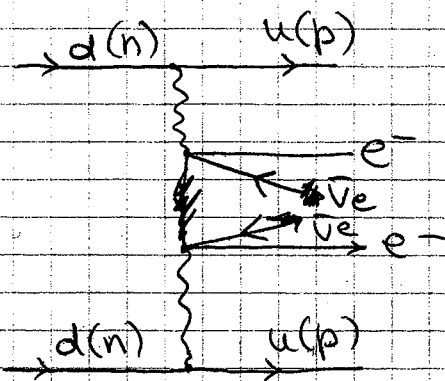 d(n) u(p)
e⁻
ν̄e
ν̄e
e⁻
d(n) u(p)